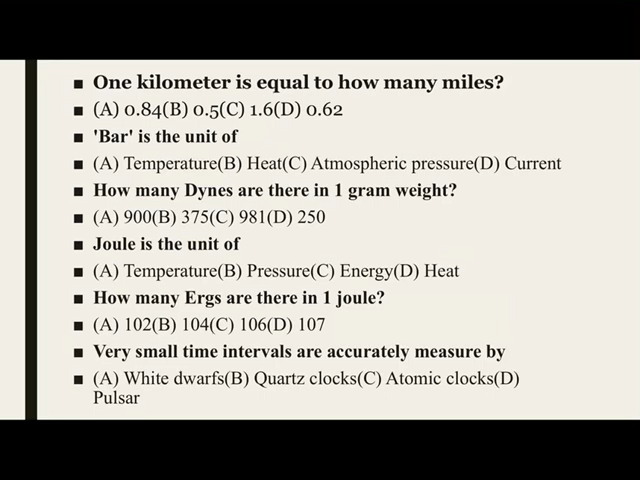 One kilometer is equal to how many miles?
(A) 0.84(B) 0.5(C) 1.6(D) 0.62
'Bar' is the unit of
(A) Temperature(B) Heat(C) Atmospheric pressure(D) Current
How many Dynes are there in 1 gram weight?
(A) 900(B) 375(C) 981(D) 250
Joule is the unit of
(A) Temperature(B) Pressure(C) Energy(D) Heat
How many Ergs are there in 1 joule?
(A) 102(B) 104(C) 106(D) 107
Very small time intervals are accurately measure by
(A) White dwarfs(B) Quartz clocks(C) Atomic clocks(D)
Pulsar